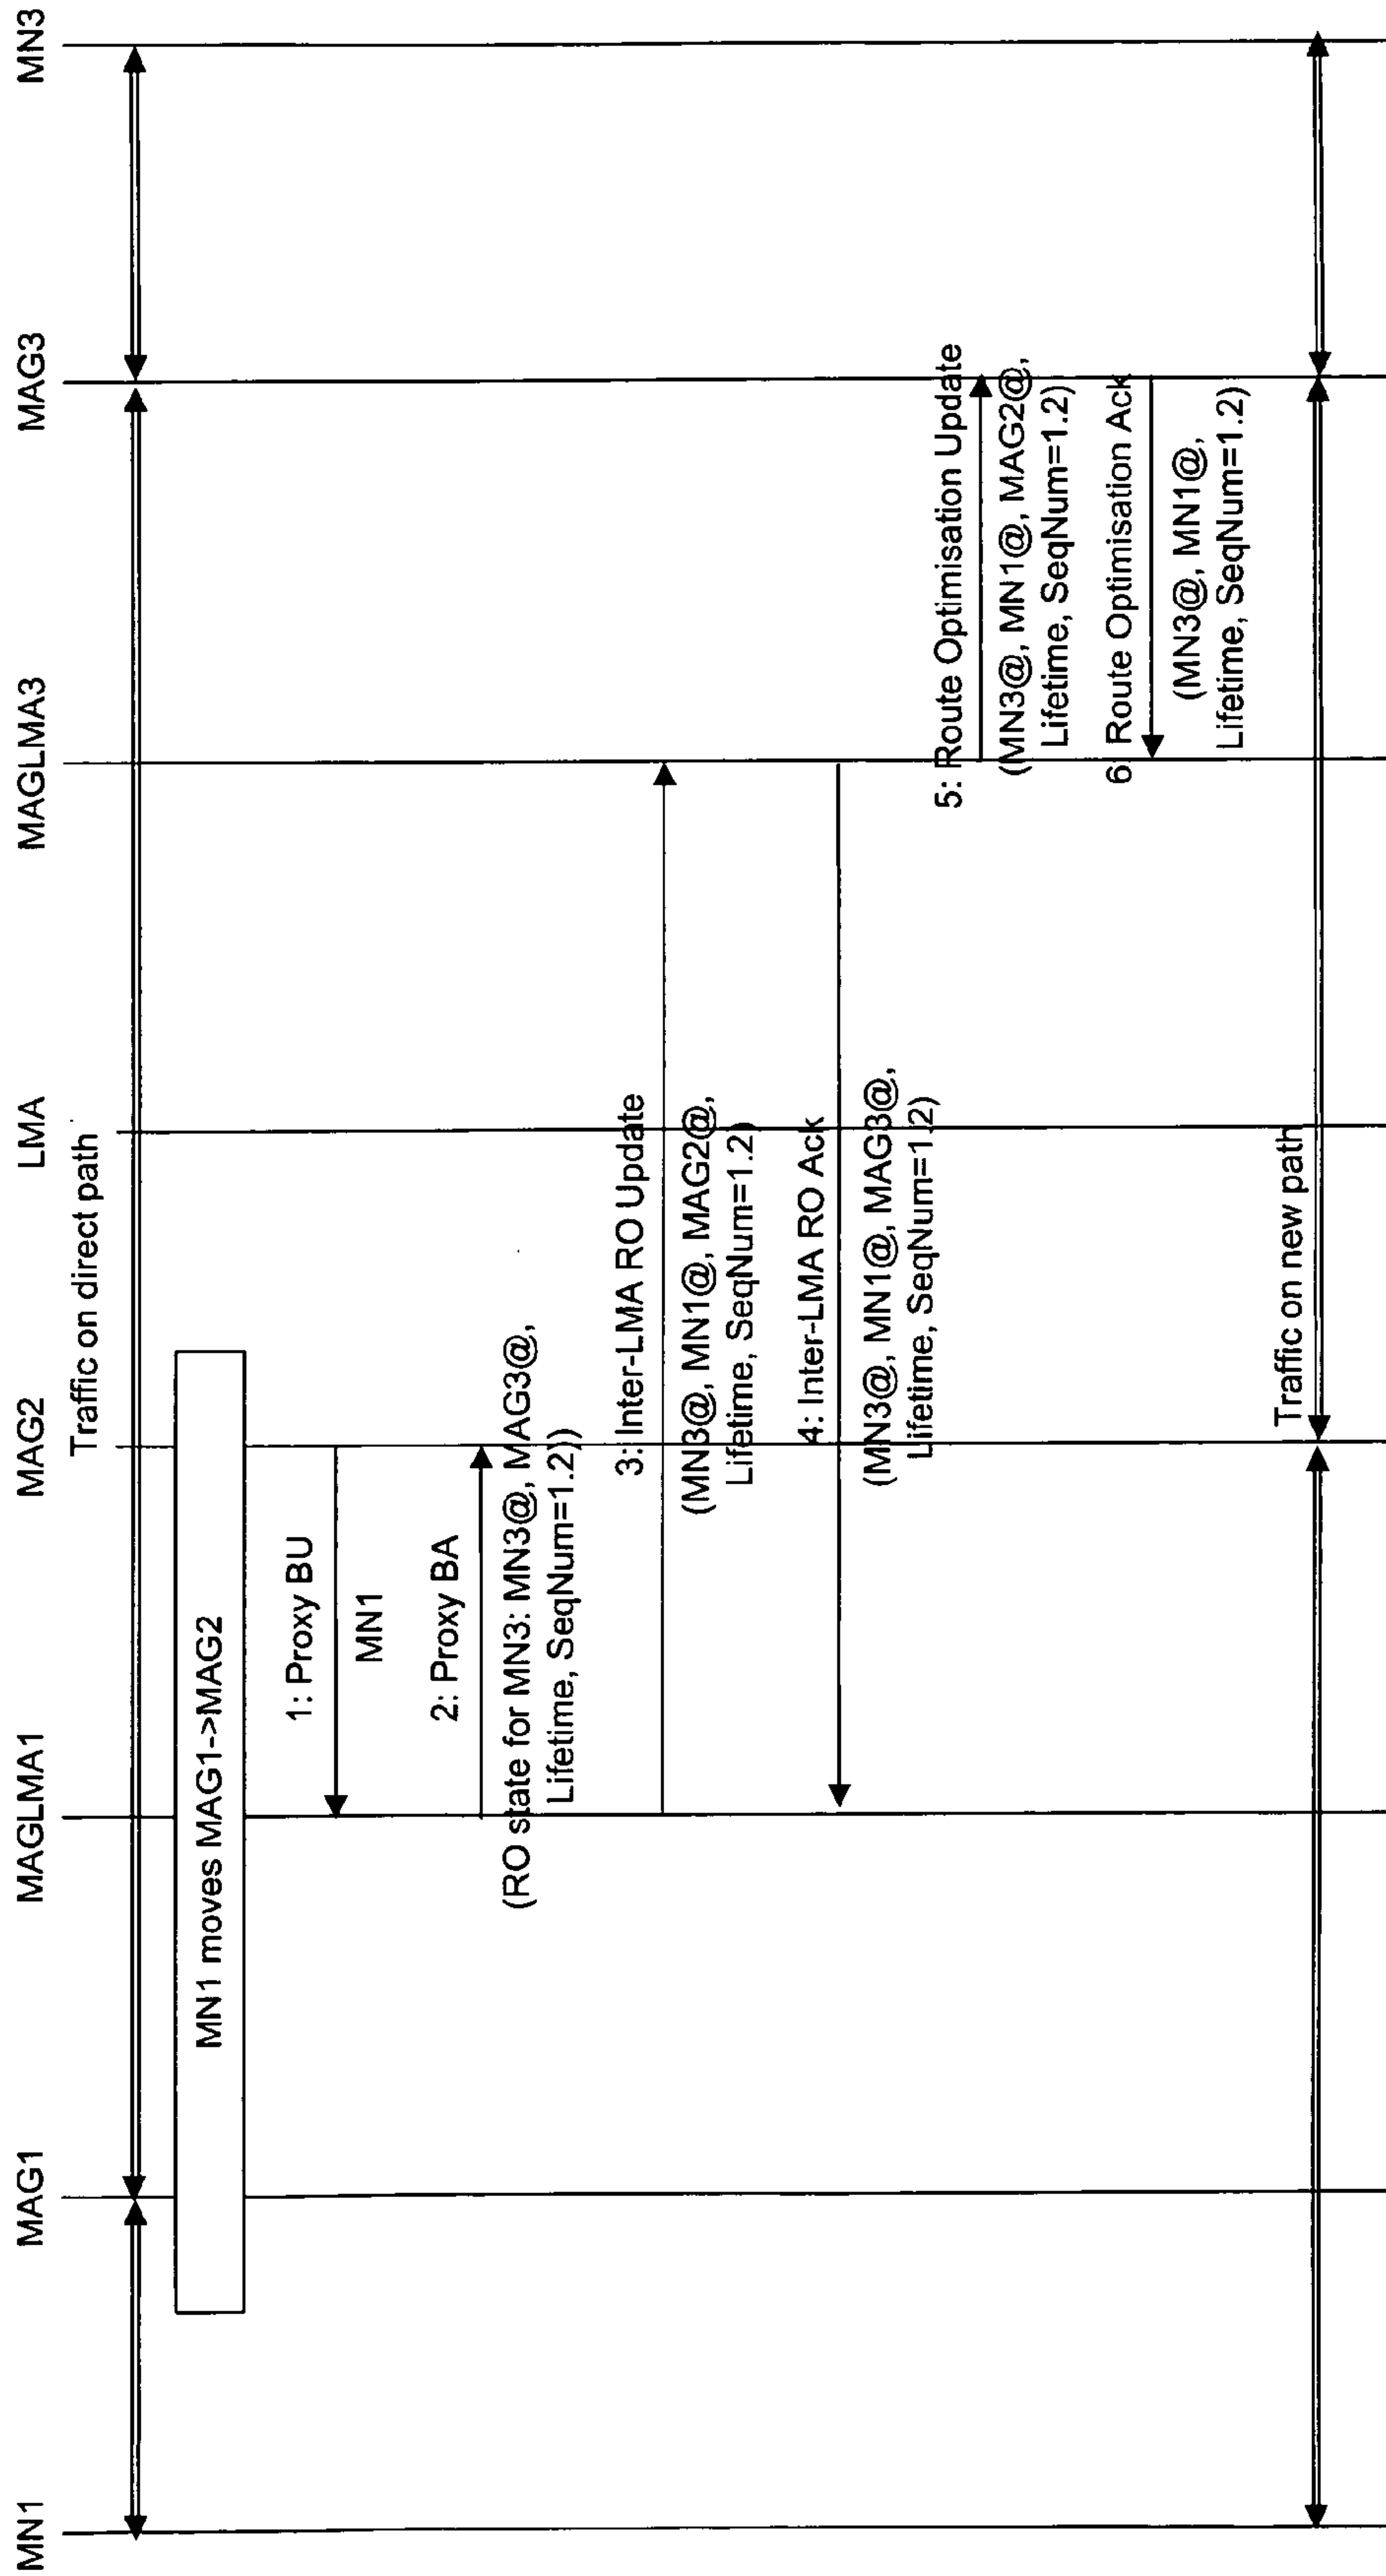 MN1 MAG1 MAGLMA1 MAG2 LMA MAGLMA3 MAG3 MN3
Traffic on direct path
MN1 moves MAG1->MAG2
1: Proxy BU
MN1
2: Proxy BA
(RO state for MN3: MN3@, MAG3@,
Lifetime, SeqNum=1.2))
3: Inter-LMA RO Update
(MN3@, MN1@, MAG2@,
Lifetime, SeqNum=1.2)
4: Inter-LMA RO Ack
(MN3@, MN1@, MAG3@,
Lifetime, SeqNum=1.2)
5: Route Optimisation Update
(MN3@, MN1@, MAG2@,
Lifetime, SeqNum=1.2)
6: Route Optimisation Ack
(MN3@, MN1@,
Lifetime, SeqNum=1.2)
Traffic on new path